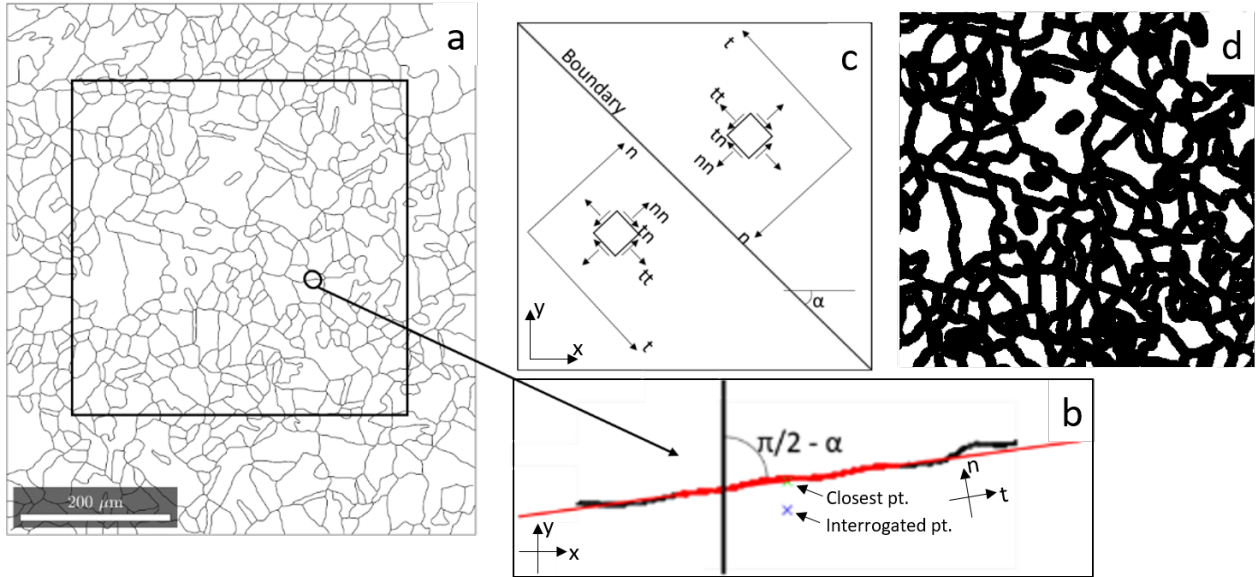 a
200 μm
c
Boundary
t
tt
tn
nn
n
n
nn
tn
tt
t
α
y
x
d
b
π/2 - α
n
t
Closest pt.
Interrogated pt.
y
x